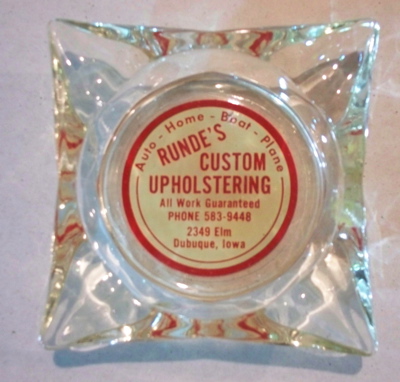 Auto - Home - Boat - Plane
RUNDE'S
CUSTOM
UPHOLSTERING
All Work Guaranteed
PHONE 583-9448
2349 Elm
Dubuque, Iowa